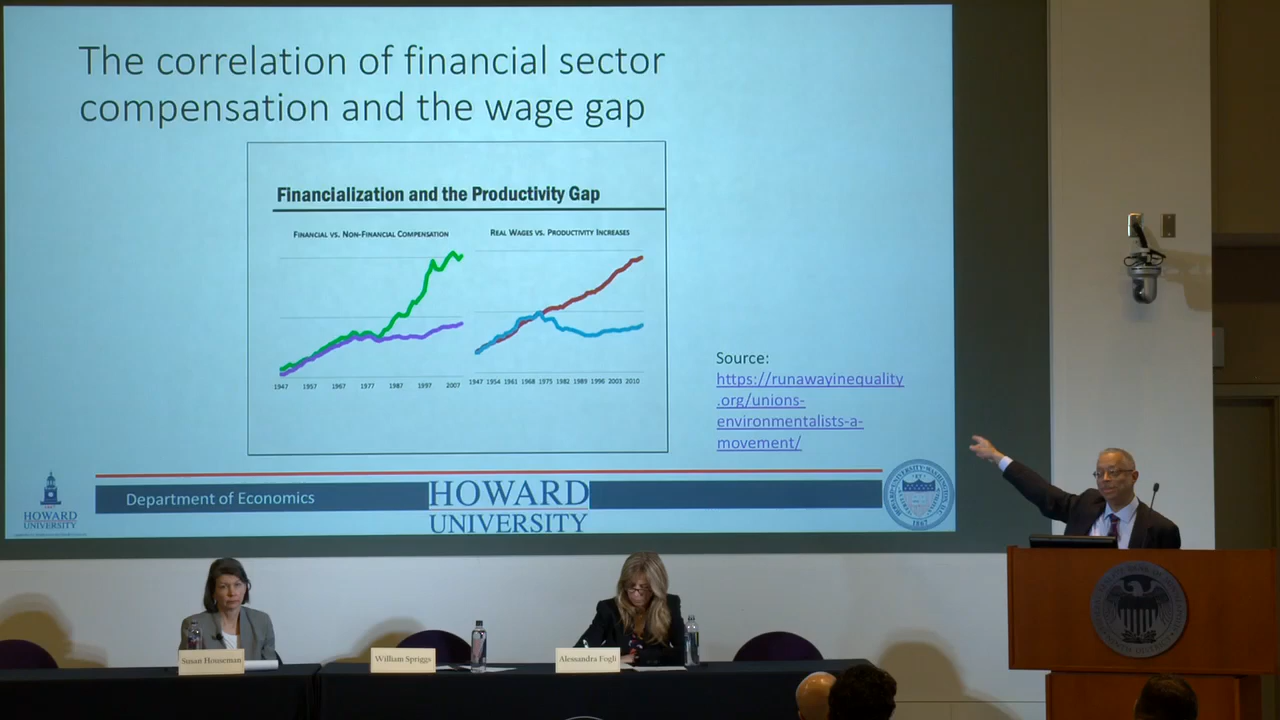 The correlation of financial sector
compensation and the wage gap
Financialization and the Productivity Gap
FINANCIAL VS. NON-FINANCIAL COMPENSATION
REAL WAGES VS. PRODUCTIVITY INCREASES
1947 1957 1967 1977 1987 1997 2007
1947 1954 1961 1968 1975 1982 1989 1996 2003 2010
Source:
https://runawayinequality
.org/unions-
environmentalists-a-
movement/
HOWARD
UNIVERSITY
Department of Economics
HOWARD
UNIVERSITY
1867
Susan Houseman
William Spriggs
Alessandra Fogli